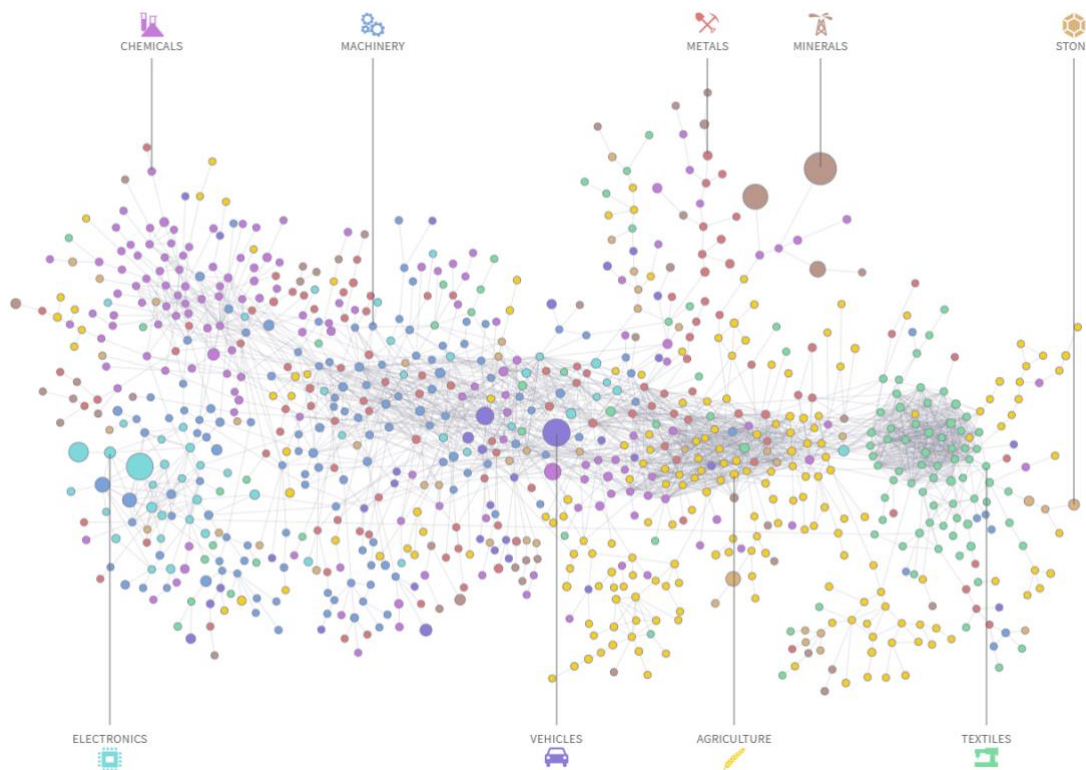 CHEMICALS
MACHINERY
METALS
MINERALS
STON
ELECTRONICS
VEHICLES
AGRICULTURE
TEXTILES